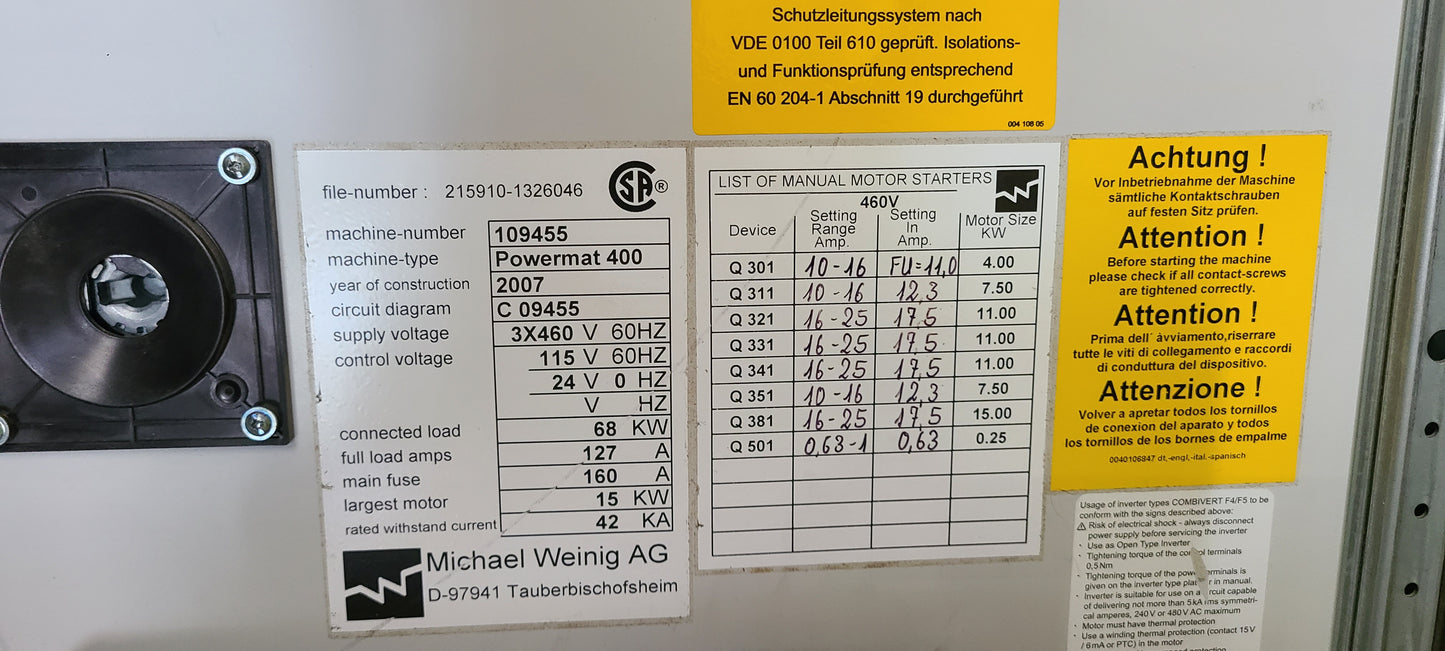 Schutzleitungssystem nach
VDE 0100 Teil 610 geprüft. Isolations-
und Funktionsprüfung entsprechend
EN 60 204-1 Abschnitt 19 durchgeführt
004 108 05
file-number : 215910-1326046 CSA ®
machine-number 109455
machine-type Powermat 400
year of construction 2007
circuit diagram C 09455
supply voltage 3X460 V 60HZ
control voltage 115 V 60HZ
24 V 0 HZ
V HZ
connected load 68 KW
full load amps 127 A
main fuse 160 A
largest motor 15 KW
rated withstand current 42 KA
Michael Weinig AG
D-97941 Tauberbischofsheim
LIST OF MANUAL MOTOR STARTERS
460V
Device Setting Range Amp. Setting In Amp. Motor Size KW
Q 301 10-16 FU=11,0 4.00
Q 311 10-16 12,3 7.50
Q 321 16-25 17,5 11.00
Q 331 16-25 17,5 11.00
Q 341 16-25 17,5 11.00
Q 351 10-16 12,3 7.50
Q 381 16-25 17,5 15.00
Q 501 0,63-1 0,63 0.25
Achtung !
Vor Inbetriebnahme der Maschine
sämtliche Kontaktschrauben
auf festen Sitz prüfen.
Attention !
Before starting the machine
please check if all contact-screws
are tightened correctly.
Attention !
Prima dell´ àvviamento,riserrare
tutte le viti di collegamento e raccordi
di conduttura del dispositivo.
Attenzione !
Volver a apretar todos los tornillos
de conexion del aparato y todos
los tornillos de los bornes de empalme
0040106847 dt,-engl,-ital,-spanisch
Usage of inverter types COMBIVERT F4/F5 to be
conform with the signs described above:
Risk of electrical shock - always disconnect
power supply before servicing the inverter
· Use as Open Type Inverter
· Tightening torque of the control terminals
0,5 Nm
· Tightening torque of the power terminals is
given on the inverter type plate or in manual.
· Inverter is suitable for use on a circuit capable
of delivering not more than 5kA rms symmetri-
cal amperes, 240 V or 480 V AC maximum
· Motor must have thermal protection
· Use a winding thermal protection (contact 15V
/ 6mA or PTC) in the motor